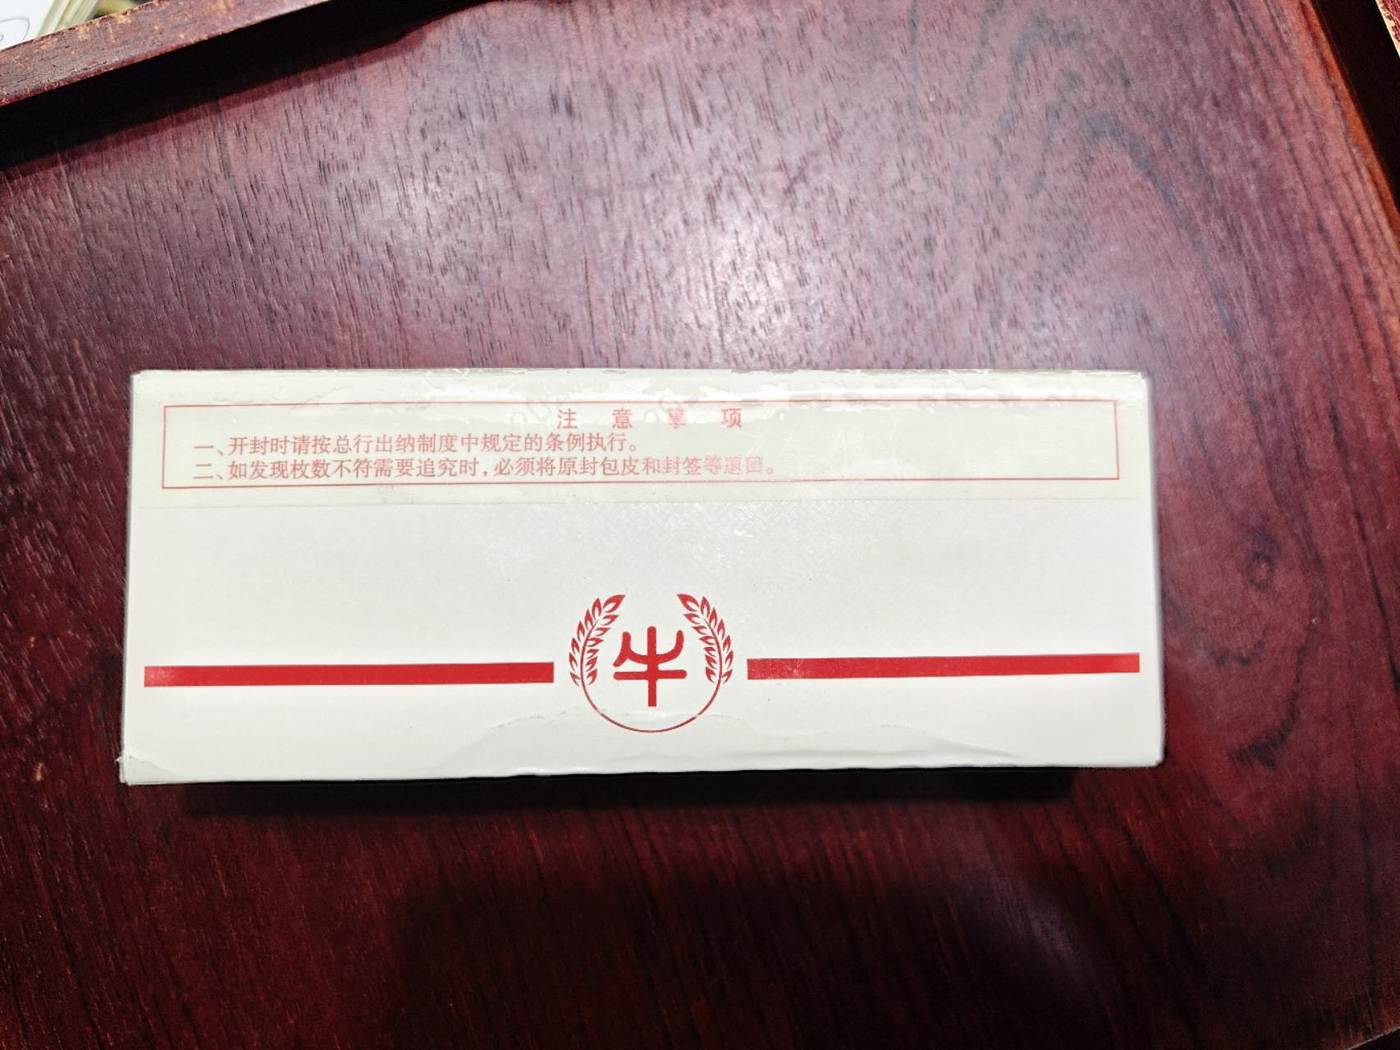 注意事项
一、开封时请按总行出纳制度中规定的条例执行。
二、如发现枚数不符需要追究时,必须将原封包皮和封签等退回。
牛